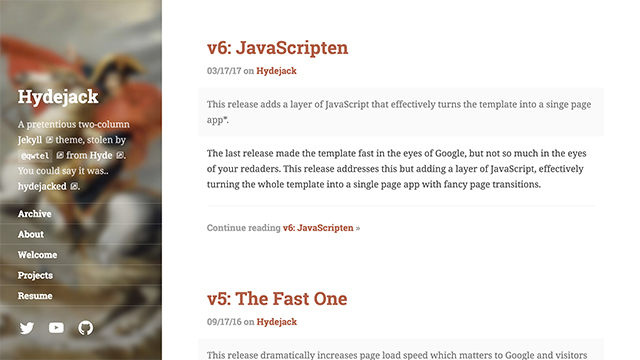 Hydejack
A pretentious two-column
Jekyll theme, stolen by
@qwtel from Hyde.
You could say it was..
hydejacked.
Archive
About
Welcome
Projects
Resume
v6: JavaScripten
03/17/17 on Hydejack
This release adds a layer of JavaScript that effectively turns the template into a singe page
app*.
The last release made the template fast in the eyes of Google, but not so much in the eyes
of your redaders. This release addresses this but adding a layer of JavaScript, effectively
turning the whole template into a single page app with fancy page transitions.
Continue reading v6: JavaScripten »
v5: The Fast One
09/17/16 on Hydejack
This release dramatically increases page load speed which matters to Google and visitors